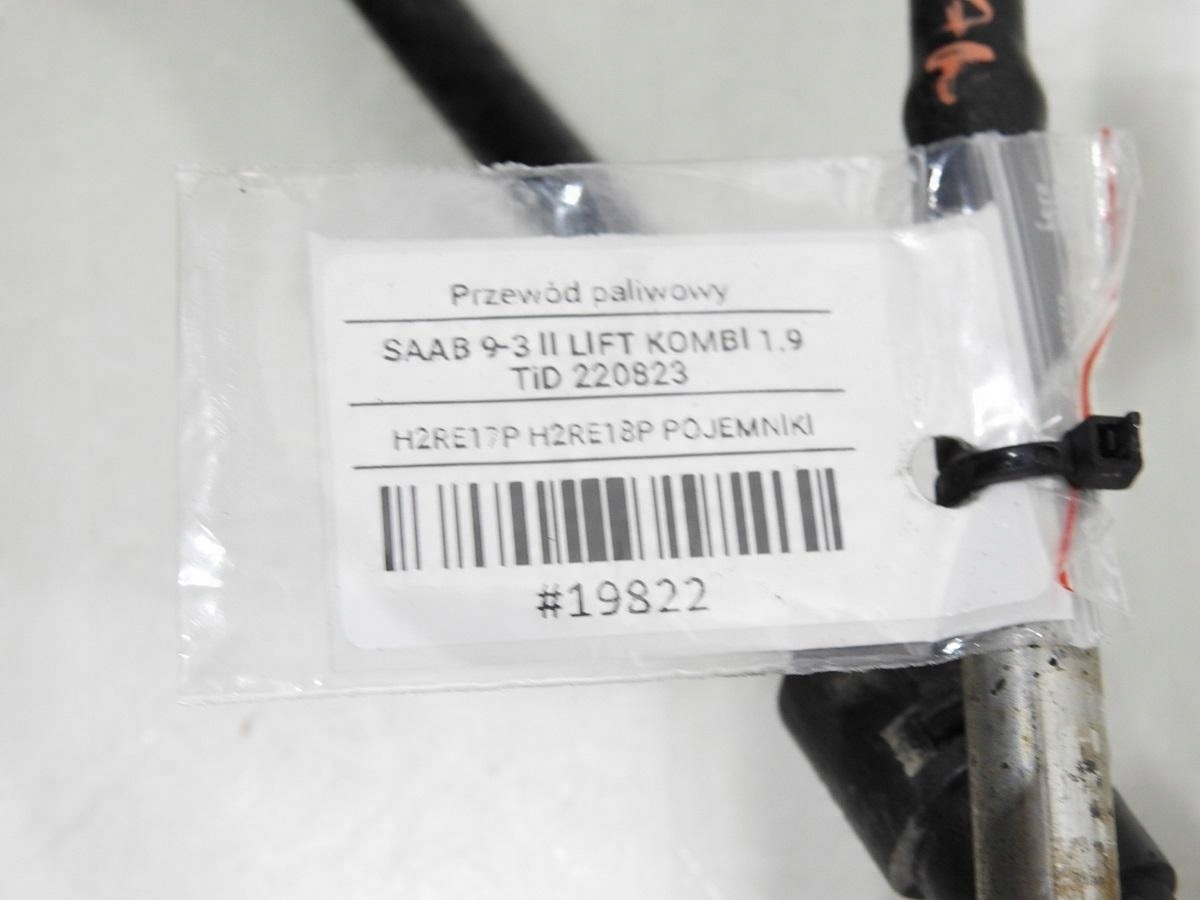 Przewód paliwowy
SAAB 9-3 II LIFT KOMBI 1.9
TiD 220823
H2RE17P H2RE18P POJEMNIKI
#19822